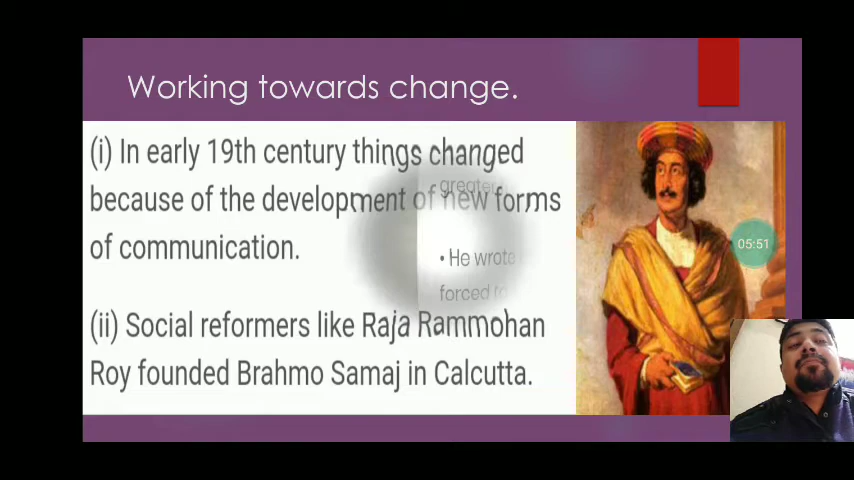 Working towards change.
(i) In early 19th century things changed
because of the development of new forms
of communication.
(ii) Social reformers like Raja Rammohan
Roy founded Brahmo Samaj in Calcutta.
• He wrote
forced
05:51